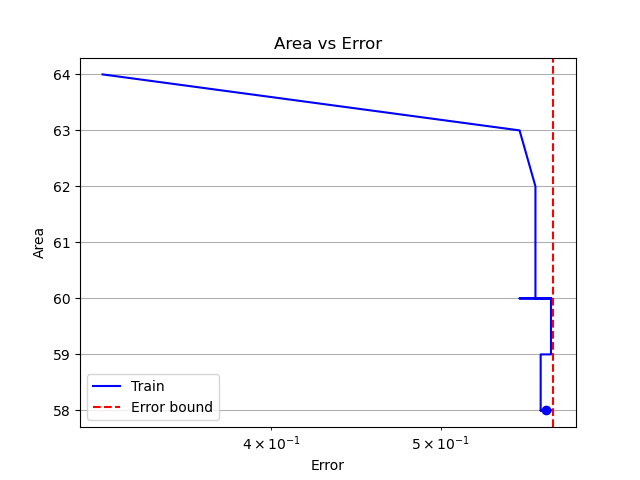 Area vs Error
Area
64
63
62
61
60
59
58
Train
Error bound
4 × 10⁻¹
5 × 10⁻¹
Error